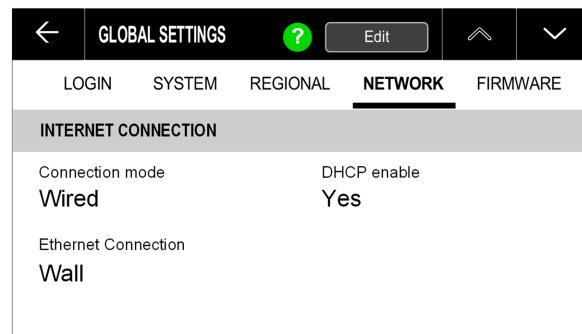 GLOBAL SETTINGS ? Edit
LOGIN SYSTEM REGIONAL NETWORK FIRMWARE
INTERNET CONNECTION
Connection mode DHCP enable
Wired Yes
Ethernet Connection
Wall